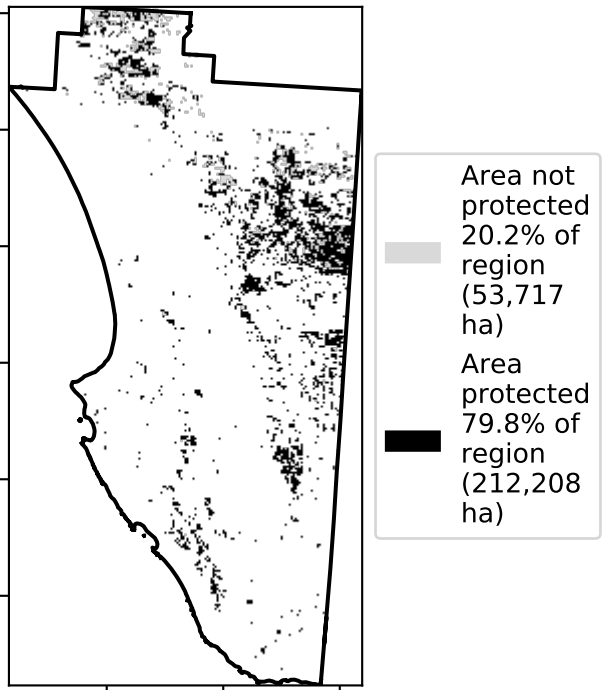 Area not
protected
20.2% of
region
(53,717
ha)
Area
protected
79.8% of
region
(212,208
ha)